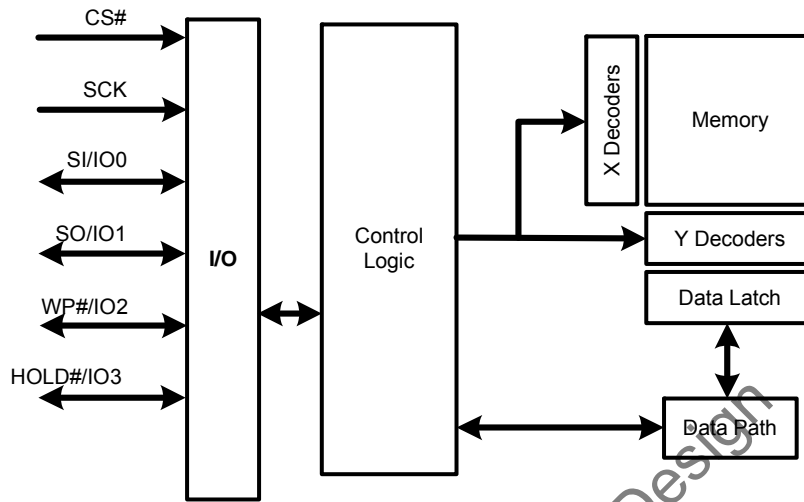 CS#
SCK
SI/IO0
SO/IO1
WP#/IO2
HOLD#/IO3
I/O
Control
Logic
X Decoders
Memory
Y Decoders
Data Latch
Data Path
Design